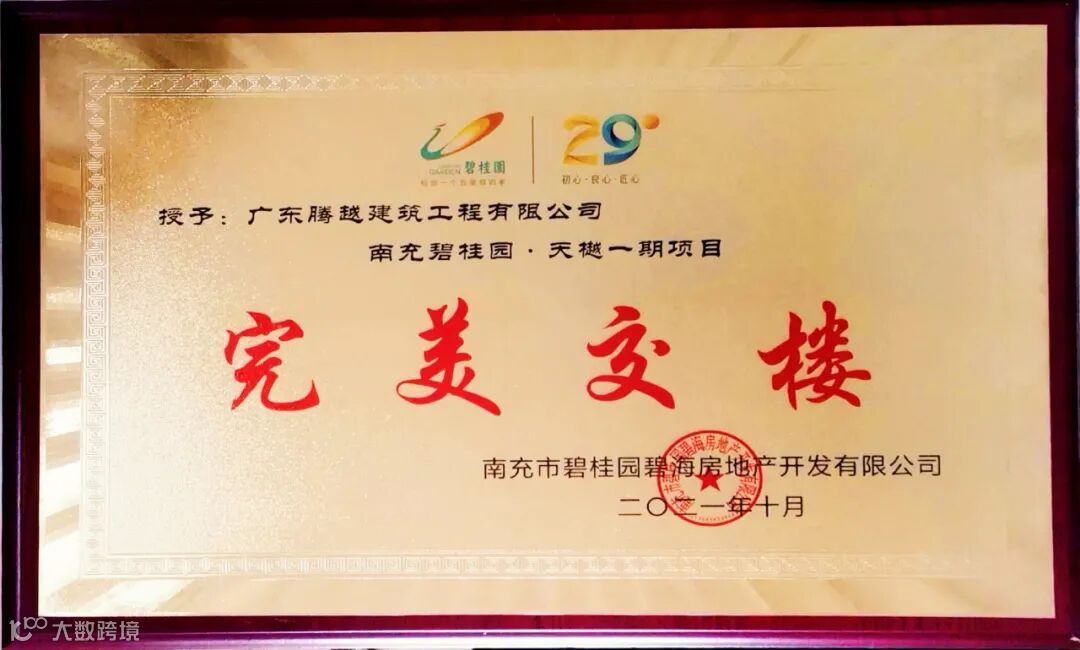 碧桂園
29°
初心·良心·匠心
授予：广东腾越建筑工程有限公司
南充碧桂园·天樾一期项目
完美交楼
南充市碧桂园碧海房地产开发有限公司
二〇二一年十月
大数跨境